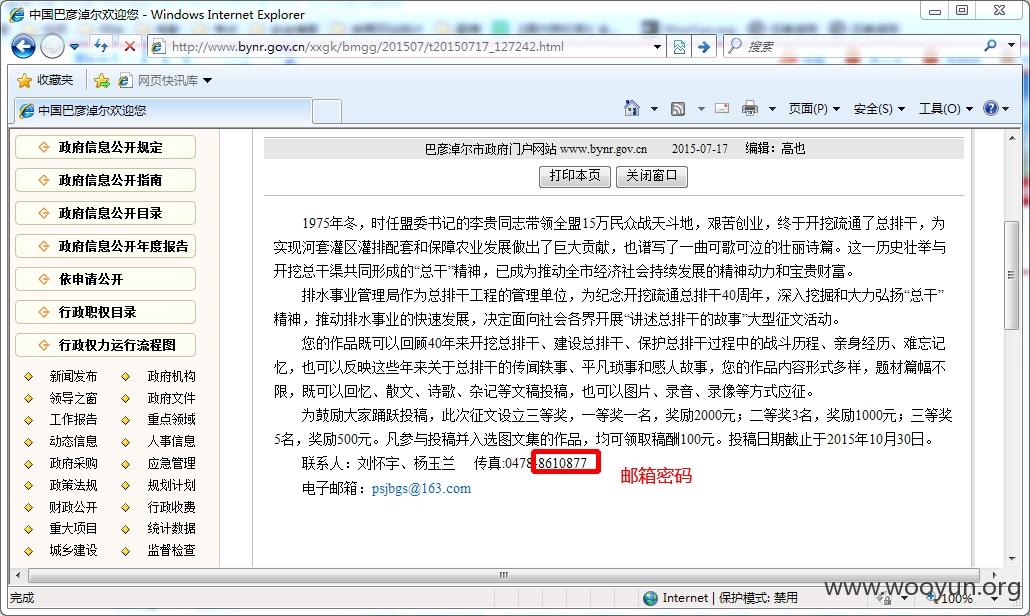 中国巴彦淖尔欢迎您 - Windows Internet Explorer
http://www.bynr.gov.cn/xxgk/bmgg/201507/t20150717_127242.html
搜索
收藏夹 网页快讯库
中国巴彦淖尔欢迎您
页面(P) 安全(S) 工具(O)
政府信息公开规定
政府信息公开指南
政府信息公开目录
政府信息公开年度报告
依申请公开
行政职权目录
行政权力运行流程图
新闻发布 政府机构
领导之窗 政府文件
工作报告 重点领域
动态信息 人事信息
政府采购 应急管理
政策法规 规划计划
财政公开 行政收费
重大项目 统计数据
城乡建设 监督检查
巴彦淖尔市政府门户网站 www.bynr.gov.cn 2015-07-17 编辑：高也
打印本页 关闭窗口
1975年冬，时任盟委书记的李贵同志带领全盟15万民众战天斗地，艰苦创业，终于开挖疏通了总排干，为
实现河套灌区灌排配套和保障农业发展做出了巨大贡献，也谱写了一曲可歌可泣的壮丽诗篇。这一历史壮举与
开挖总干渠共同形成的“总干”精神，已成为推动全市经济社会持续发展的精神动力和宝贵财富。
排水事业管理局作为总排干工程的管理单位，为纪念开挖疏通总排干40周年，深入挖掘和大力弘扬“总干”
精神，推动排水事业的快速发展，决定面向社会各界开展“讲述总排干的故事”大型征文活动。
您的作品既可以回顾40年来开挖总排干、建设总排干、保护总排干过程中的战斗历程、亲身经历、难忘记
忆，也可以反映这些年来关于总排干的传闻轶事、平凡琐事和感人故事，您的作品内容形式多样，题材篇幅不
限，既可以回忆、散文、诗歌、杂记等文稿投稿，也可以图片、录音、录像等方式应征。
为鼓励大家踊跃投稿，此次征文设立三等奖，一等奖一名，奖励2000元；二等奖3名，奖励1000元；三等奖
5名，奖励500元。凡参与投稿并入选图文集的作品，均可领取稿酬100元。投稿日期截止于2015年10月30日。
联系人：刘怀宇、杨玉兰 传真:0478-8610877
邮箱密码
电子邮箱：psjbgs@163.com
完成
Internet | 保护模式: 禁用
100%
www.wooyun.org